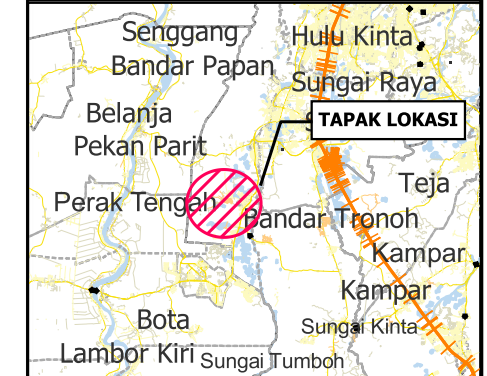 Senggang
Hulu Kinta
Bandar Papan
Sungai Raya
Belanja
TAPAK LOKASI
Pekan Parit
Teja
Perak Tengah
Bandar Tronoh
Kampar
Kampar
Bota
Sungai Kinta
Lambor Kiri
Sungai Tumboh